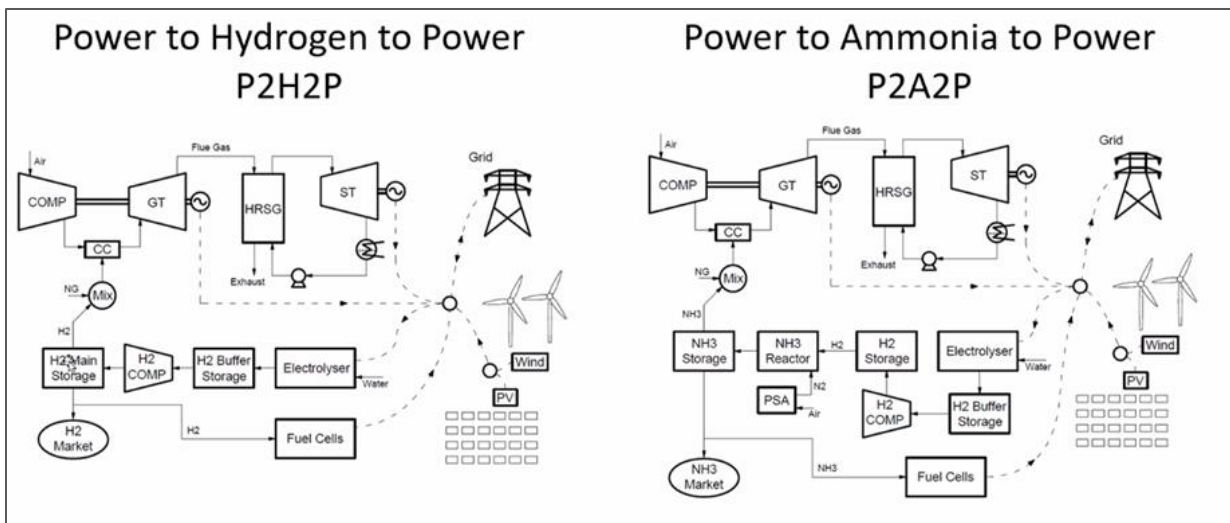 Power to Hydrogen to Power
P2H2P
Air
COMP
GT
Flue Gas
HRSG
ST
Grid
CC
Exhaust
NG
Mix
H2
H2 Main
Storage
H2
COMP
H2 Buffer
Storage
Electrolyser
Water
Wind
PV
H2
Market
H2
Fuel Cells
Power to Ammonia to Power
P2A2P
Air
COMP
GT
Flue Gas
HRSG
ST
Grid
CC
Exhaust
NG
Mix
NH3
NH3
Storage
NH3
Reactor
H2
H2
Storage
Electrolyser
Water
Wind
PV
N2
PSA
Air
H2
COMP
H2 Buffer
Storage
NH3
Market
NH3
Fuel Cells